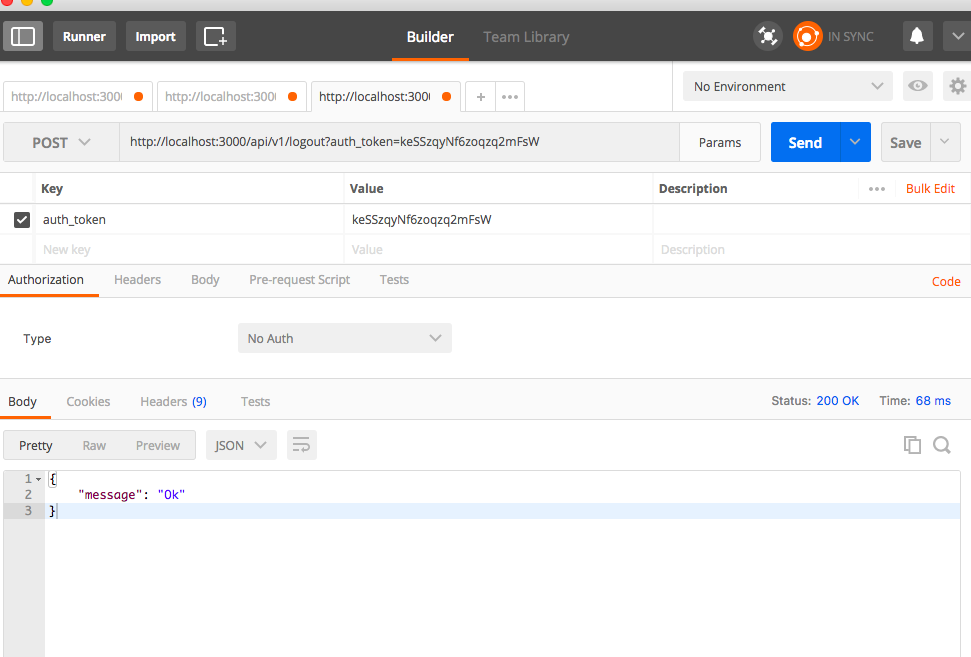 Runner Import Builder Team Library IN SYNC
http://localhost:3000 http://localhost:3000 http://localhost:3000 + ••• No Environment
POST http://localhost:3000/api/v1/logout?auth_token=keSSzqyNf6zoqzq2mFsW Params Send Save
Key Value Description ••• Bulk Edit
auth_token keSSzqyNf6zoqzq2mFsW
New key Value Description
Authorization Headers Body Pre-request Script Tests Code
Type No Auth
Body Cookies Headers (9) Tests Status: 200 OK Time: 68 ms
Pretty Raw Preview JSON
1 {
2 "message": "Ok"
3 }